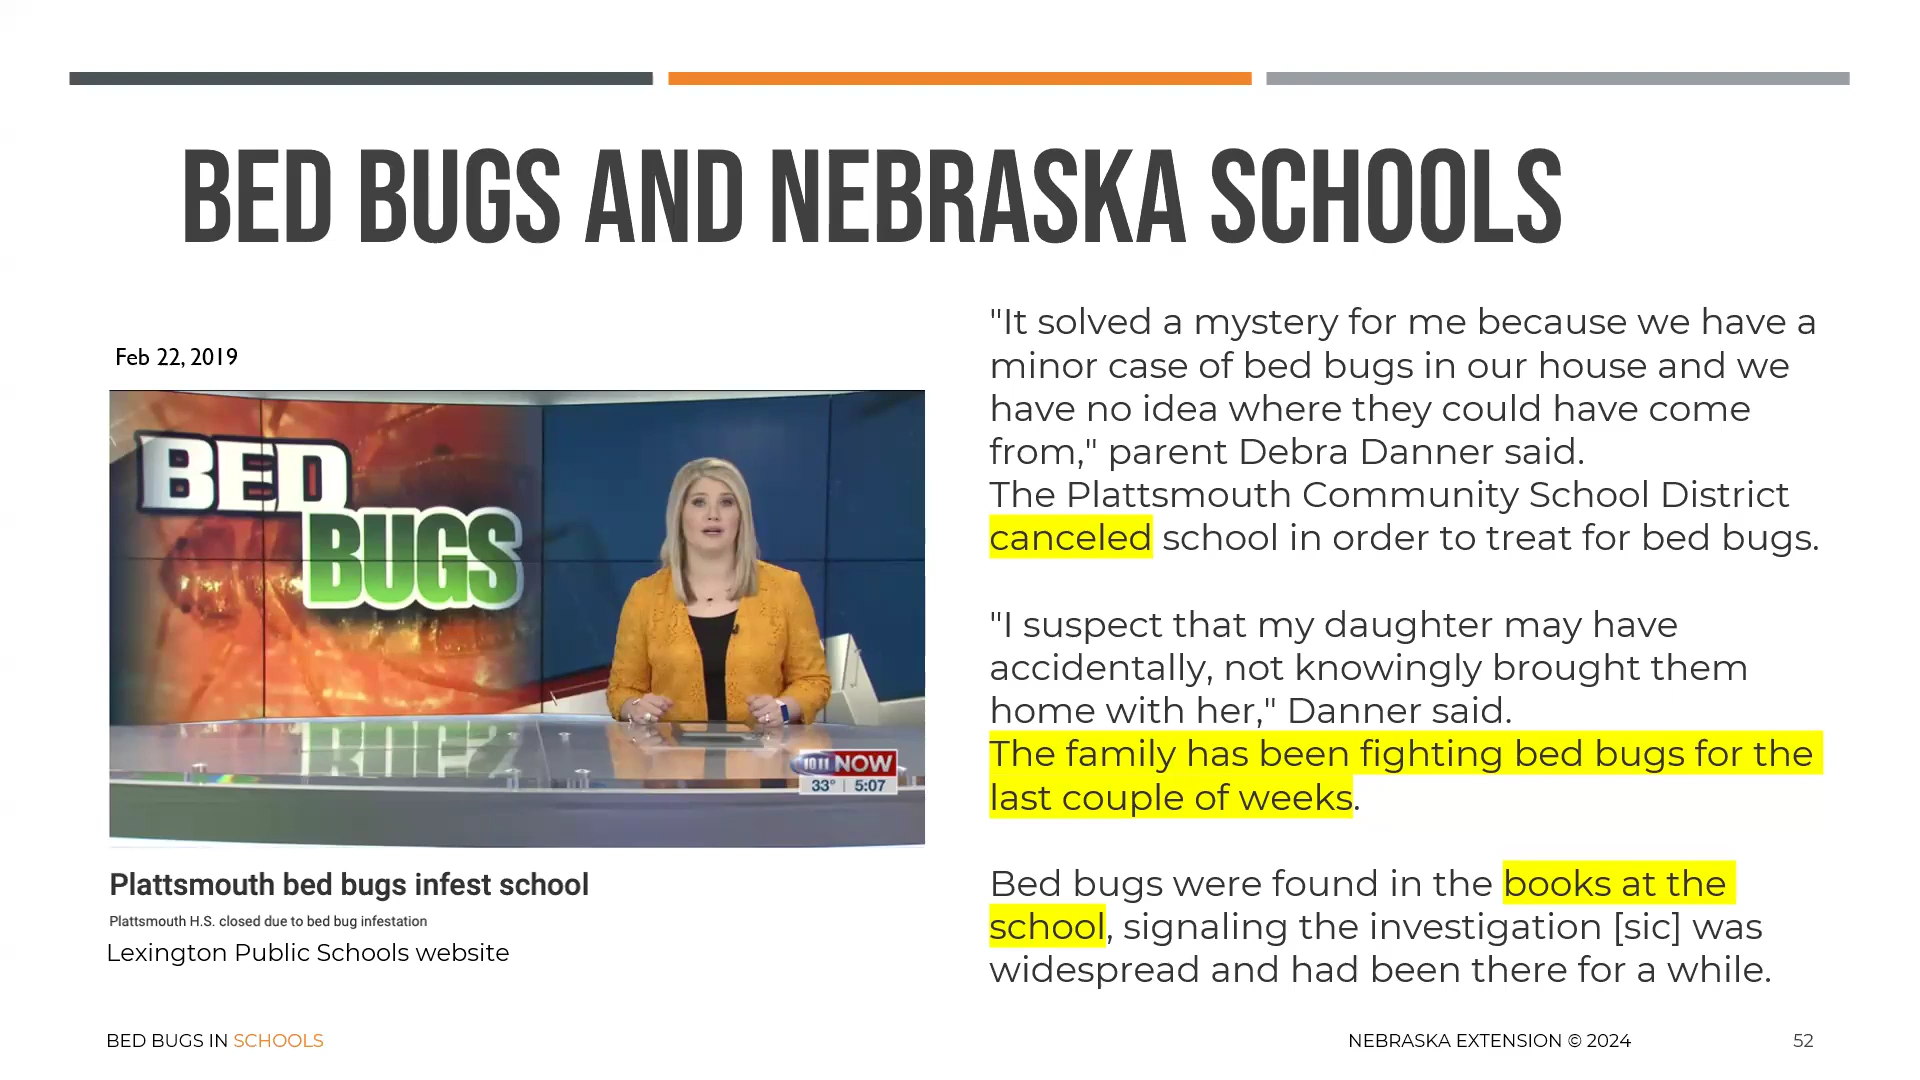 BED BUGS AND NEBRASKA SCHOOLS
Feb 22, 2019
BED
BUGS
1011 NOW
33° | 5:07
Plattsmouth bed bugs infest school
Plattsmouth H.S. closed due to bed bug infestation
Lexington Public Schools website
"It solved a mystery for me because we have a
minor case of bed bugs in our house and we
have no idea where they could have come
from," parent Debra Danner said.
The Plattsmouth Community School District
canceled school in order to treat for bed bugs.
"I suspect that my daughter may have
accidentally, not knowingly brought them
home with her," Danner said.
The family has been fighting bed bugs for the
last couple of weeks.
Bed bugs were found in the books at the
school, signaling the investigation [sic] was
widespread and had been there for a while.
BED BUGS IN SCHOOLS
NEBRASKA EXTENSION © 2024
52